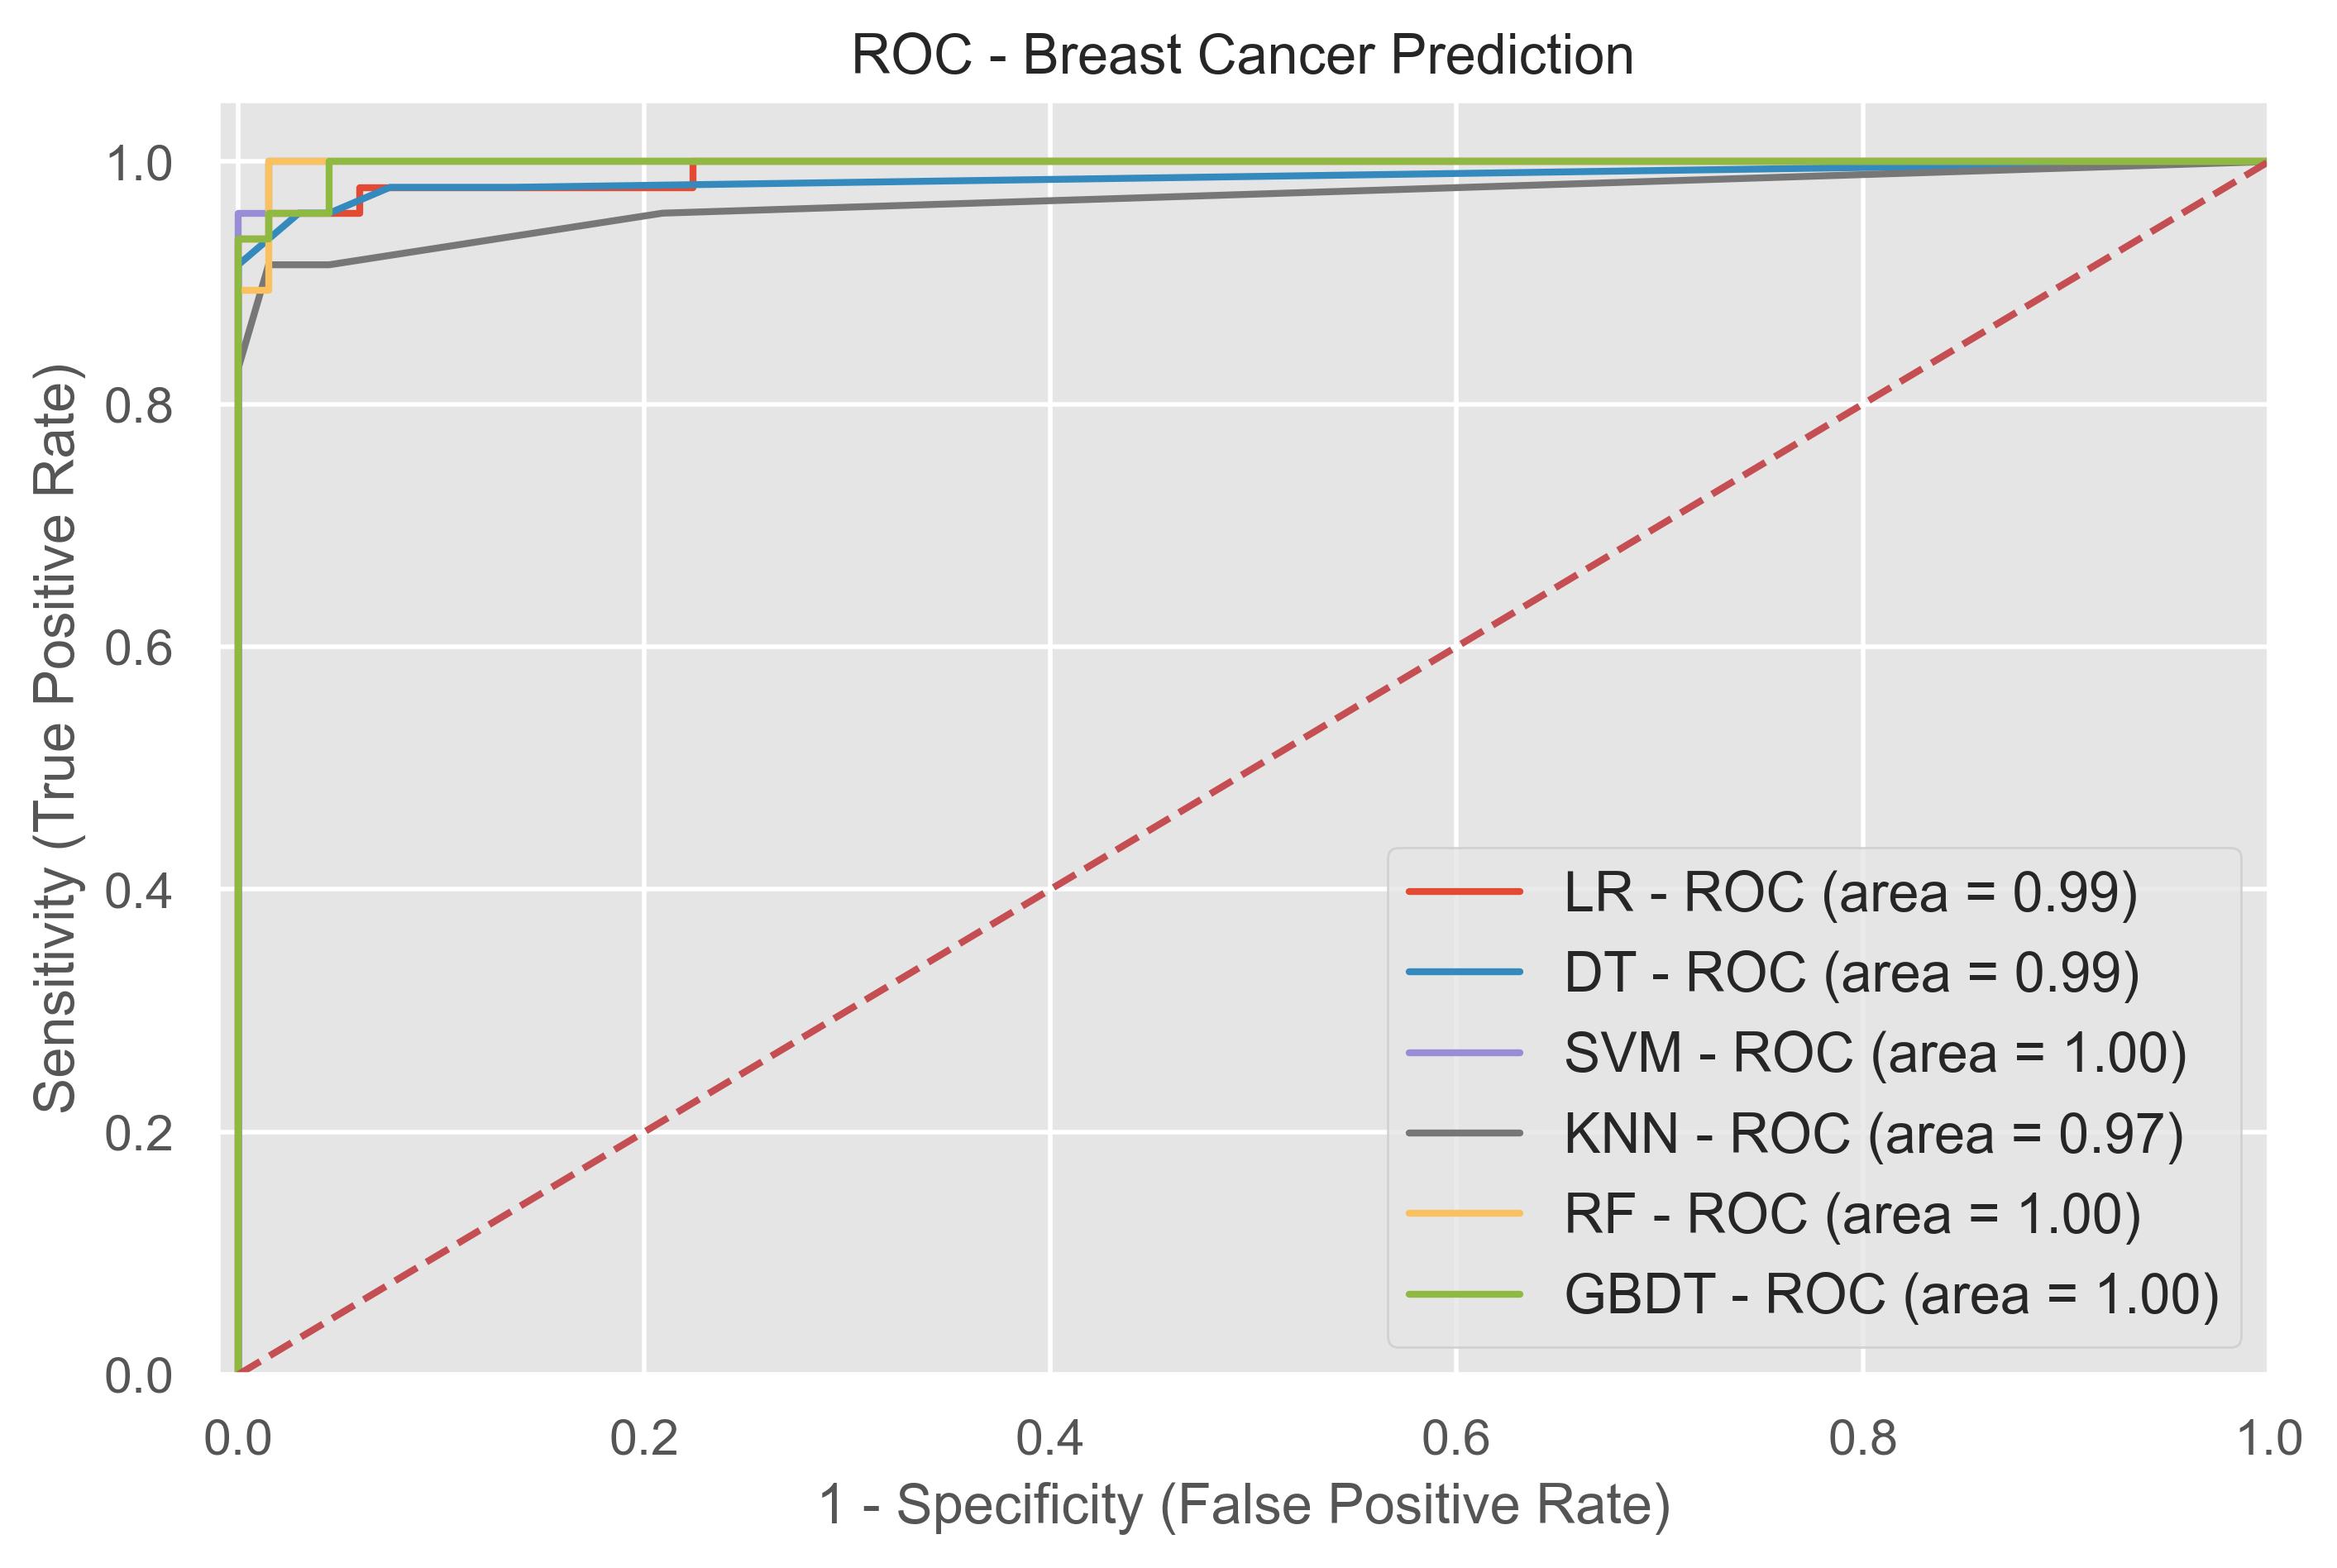 ROC - Breast Cancer Prediction
Sensitivity (True Positive Rate)
1.0
0.8
0.6
0.4
0.2
0.0
LR - ROC (area = 0.99)
DT - ROC (area = 0.99)
SVM - ROC (area = 1.00)
KNN - ROC (area = 0.97)
RF - ROC (area = 1.00)
GBDT - ROC (area = 1.00)
0.0 0.2 0.4 0.6 0.8 1.0
1 - Specificity (False Positive Rate)